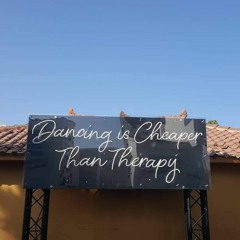 Dancing is Cheaper
Than Therapy